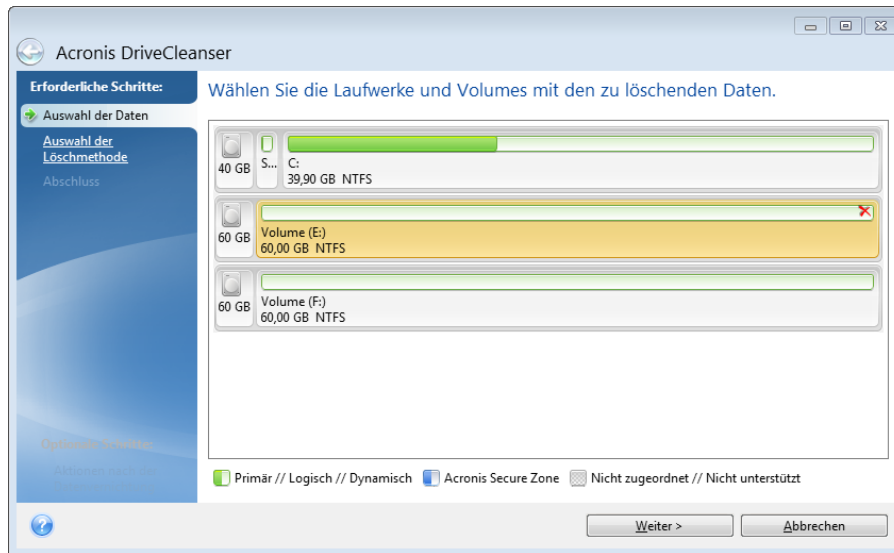 Acronis DriveCleanser
Erforderliche Schritte:
Auswahl der Daten
Auswahl der
Löschmethode
Abschluss
Wählen Sie die Laufwerke und Volumes mit den zu löschenden Daten.
40 GB
S...
C:
39,90 GB NTFS
60 GB
Volume (E:)
60,00 GB NTFS
60 GB
Volume (F:)
60,00 GB NTFS
Primär // Logisch // Dynamisch
Acronis Secure Zone
Nicht zugeordnet // Nicht unterstützt
Weiter >
Abbrechen